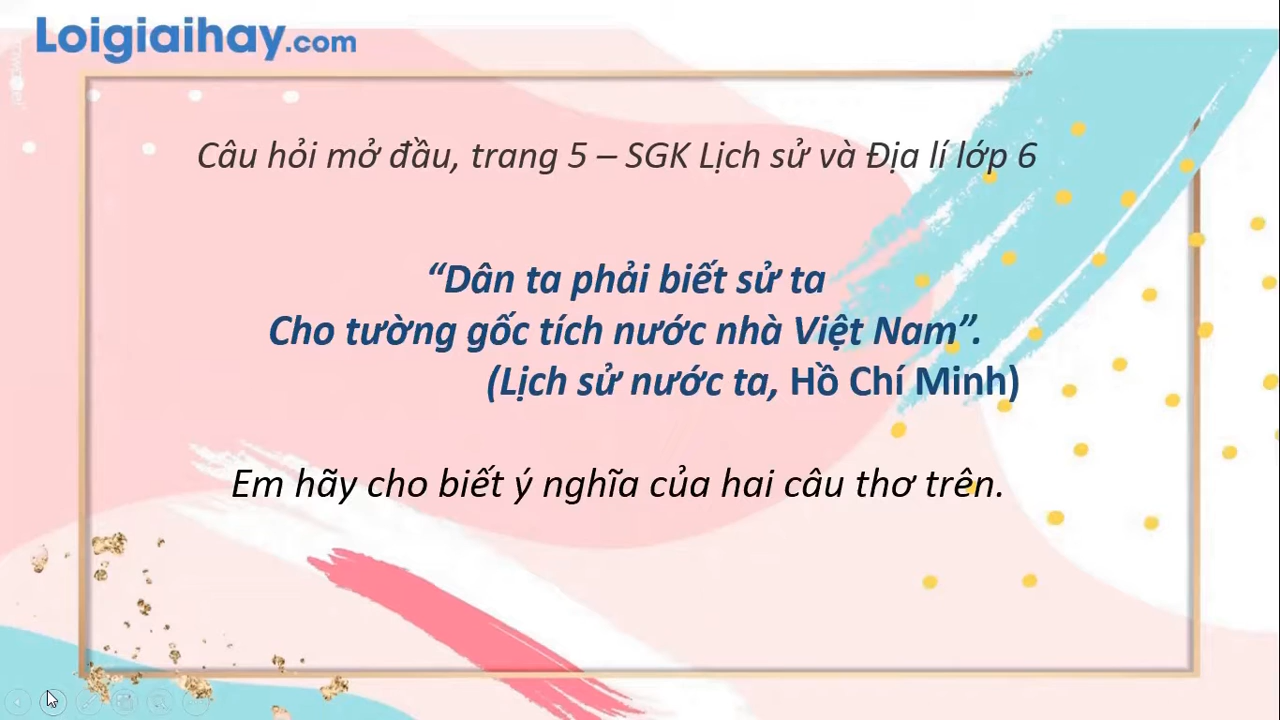 Loigiaihay.com
Câu hỏi mở đầu, trang 5 – SGK Lịch sử và Địa lí lớp 6
“Dân ta phải biết sử ta
Cho tường gốc tích nước nhà Việt Nam”.
(Lịch sử nước ta, Hồ Chí Minh)
Em hãy cho biết ý nghĩa của hai câu thơ trên.